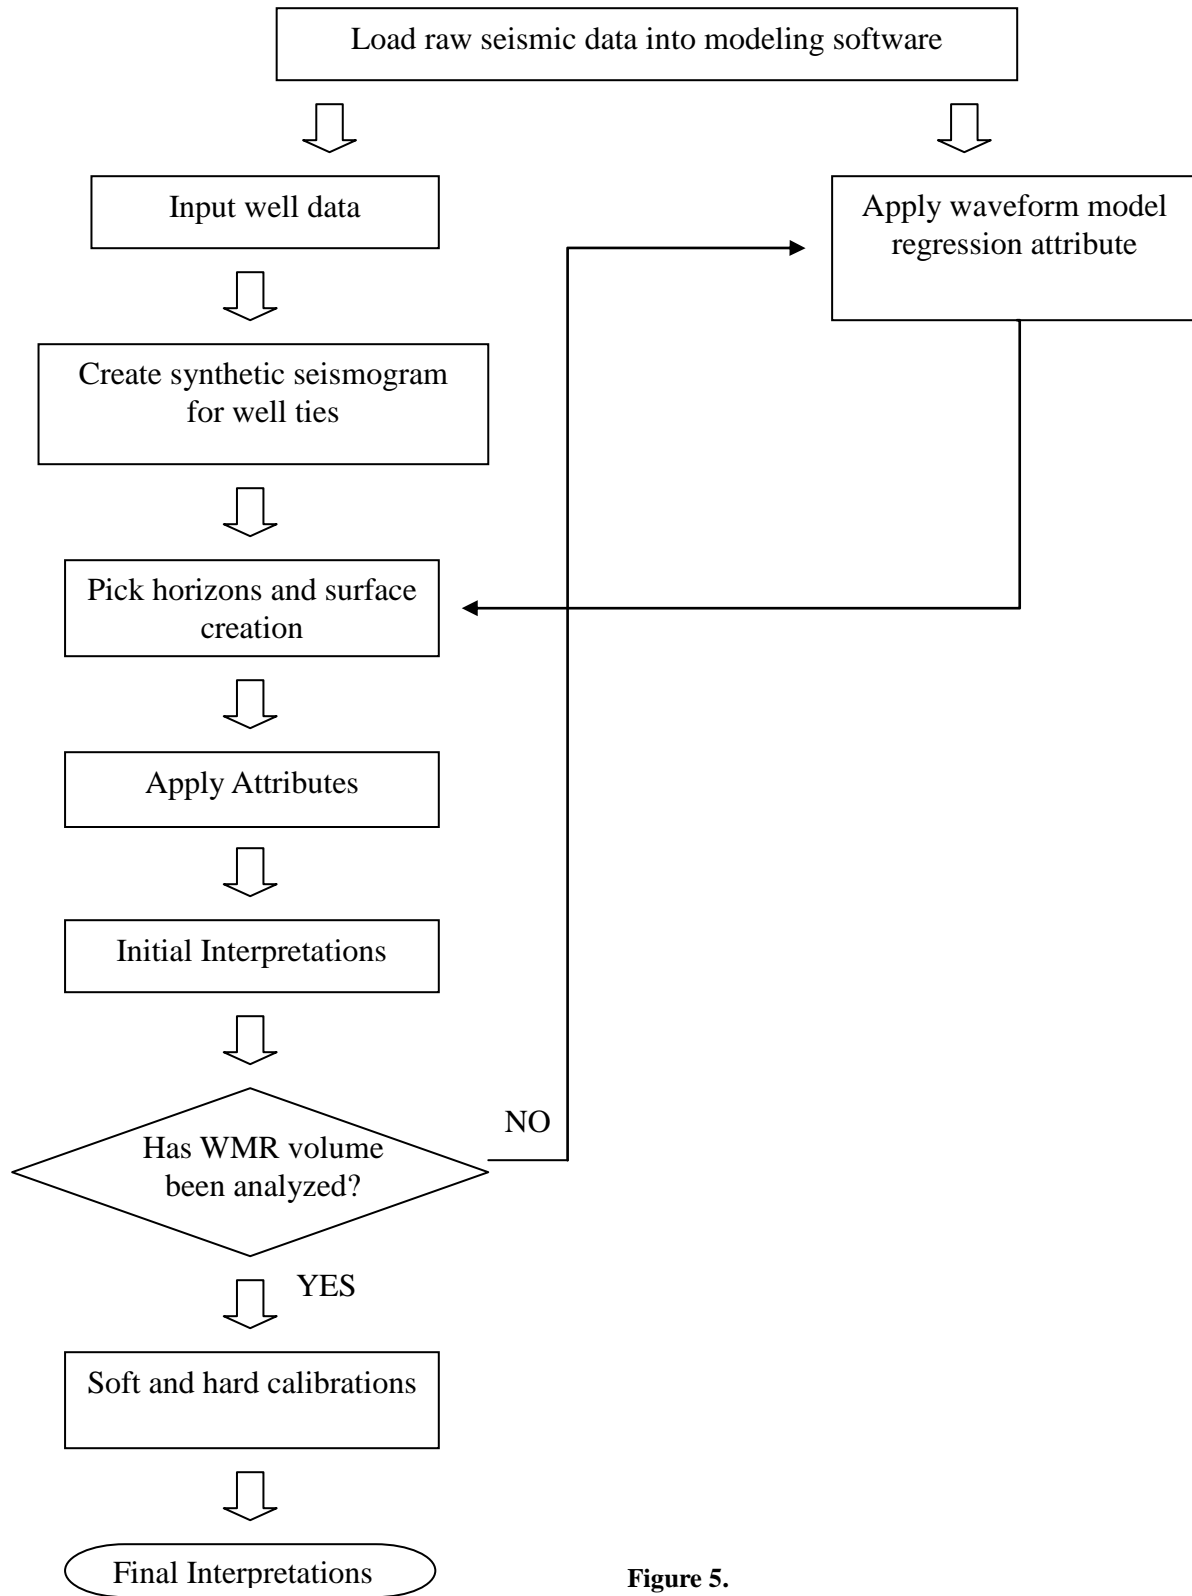 Load raw seismic data into modeling software
Input well data
Apply waveform model
regression attribute
Create synthetic seismogram
for well ties
Pick horizons and surface
creation
Apply Attributes
Initial Interpretations
Has WMR volume
been analyzed?
NO
YES
Soft and hard calibrations
Final Interpretations
Figure 5.